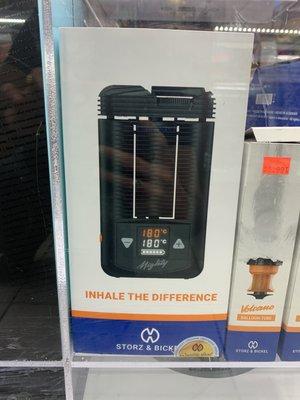 180°C
180°C
Mighty
INHALE THE DIFFERENCE
STORZ & BICKEL
Volcano
BALLOON TUBE
STORZ & BICKEL